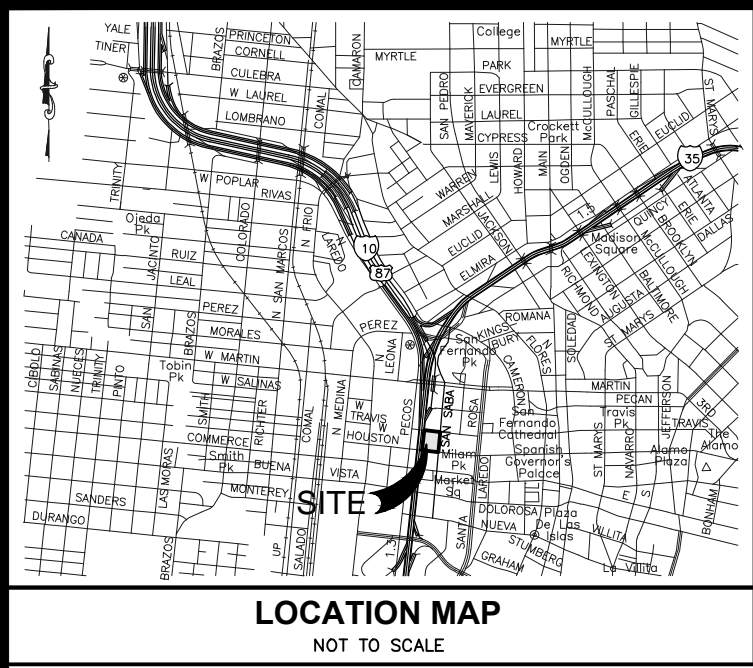 YALE
TINER
BRAZOS
PRINCETON
CORNELL
CULEBRA
W LAUREL
LOMBRANO
CAMARON
COMAL
MYRTLE
College
MYRTLE
PARK
EVERGREEN
LAUREL
CYPRESS
Crockett
Park
SAN PEDRO
MAVERICK
LEWIS
HOWARD
MAIN
OGDEN
McCULLOUGH
PASCHAL
GILLESPIE
ST MARYS
ERIE
EUCLID
35
TRINITY
W POPLAR
RIVAS
WARREN
MARSHALL
JACKSON
EUCLID
ELMIRA
1.5
QUINCY
ATLANTA
ERIE
BROOKLYN
DALLAS
McCULLOUGH
BALTIMORE
Madison
Square
LEXINGTON
RICHMOND
AUGUSTA
ST MARYS
Ojeda
Pk
CANADA
JACINTO
SAN
RUIZ
LEAL
COLORADO
N SAN MARCOS
N FRIO
N
LAREDO
10
87
PEREZ
MORALES
W MARTIN
W SALINAS
BRAZOS
PEREZ
N
LEONA
San
Fernando
Pk
KINGS
BURY
ROMANA
N
FLORES
CAMERON
SOLEDAD
CIBOLO
SABINAS
NUECES
TRINITY
PINTO
Tobin
Pk
SMITH
RICHTER
COMAL
N MEDINA
W
TRAVIS
W
HOUSTON
PECOS
SAN SABA
ROSA
MARTIN
PECAN
Travis
Pk
JEFFERSON
3RD
TRAVIS
The
Alamo
Alamo
Plaza
San
Fernando
Cathedral
Spanish
Governor's
Palace
ST MARYS
NAVARRO
COMMERCE
Smith
Pk
BUENA
VISTA
MONTEREY
LAS MORAS
Milam
Pk
Market
Sq
LAREDO
SANTA
E
S
BONHAM
SANDERS
DURANGO
BRAZOS
UP
SALADO
SITE
1.3
DOLOROSA
NUEVA
Plaza
De Las
Islas
STUMBERG
GRAHAM
VILLITA
La Villita
LOCATION MAP
NOT TO SCALE